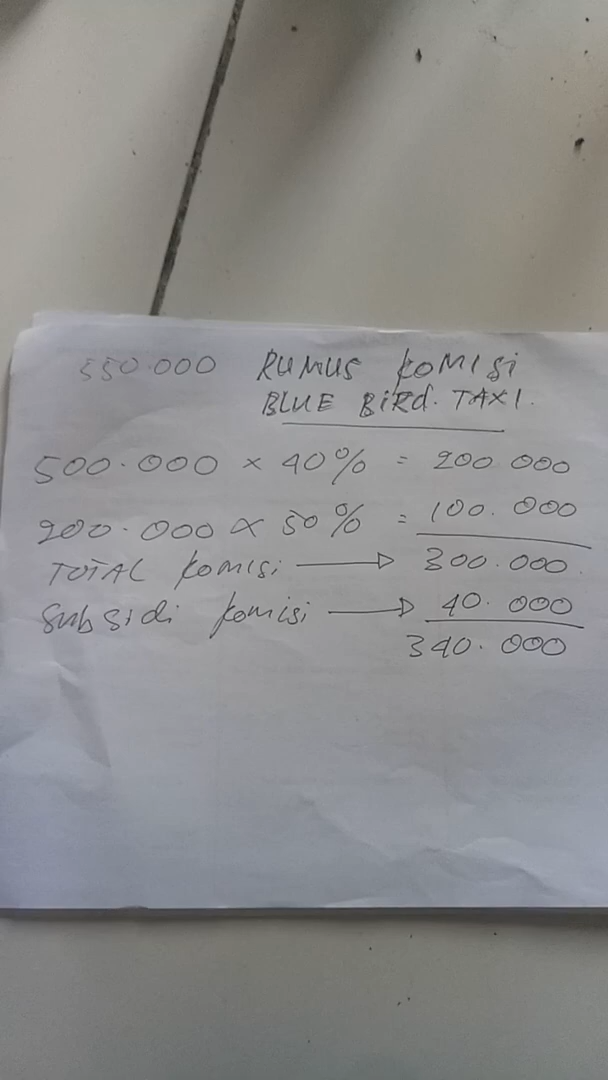 550.000 RUMUS KOMISI
BLUE BIRd. TAXI.
500.000 x 40% = 200 000
200.000 x 50% = 100.000
TOTAL Komisi → 300.000.
Subsidi Komisi → 40.000
340.000